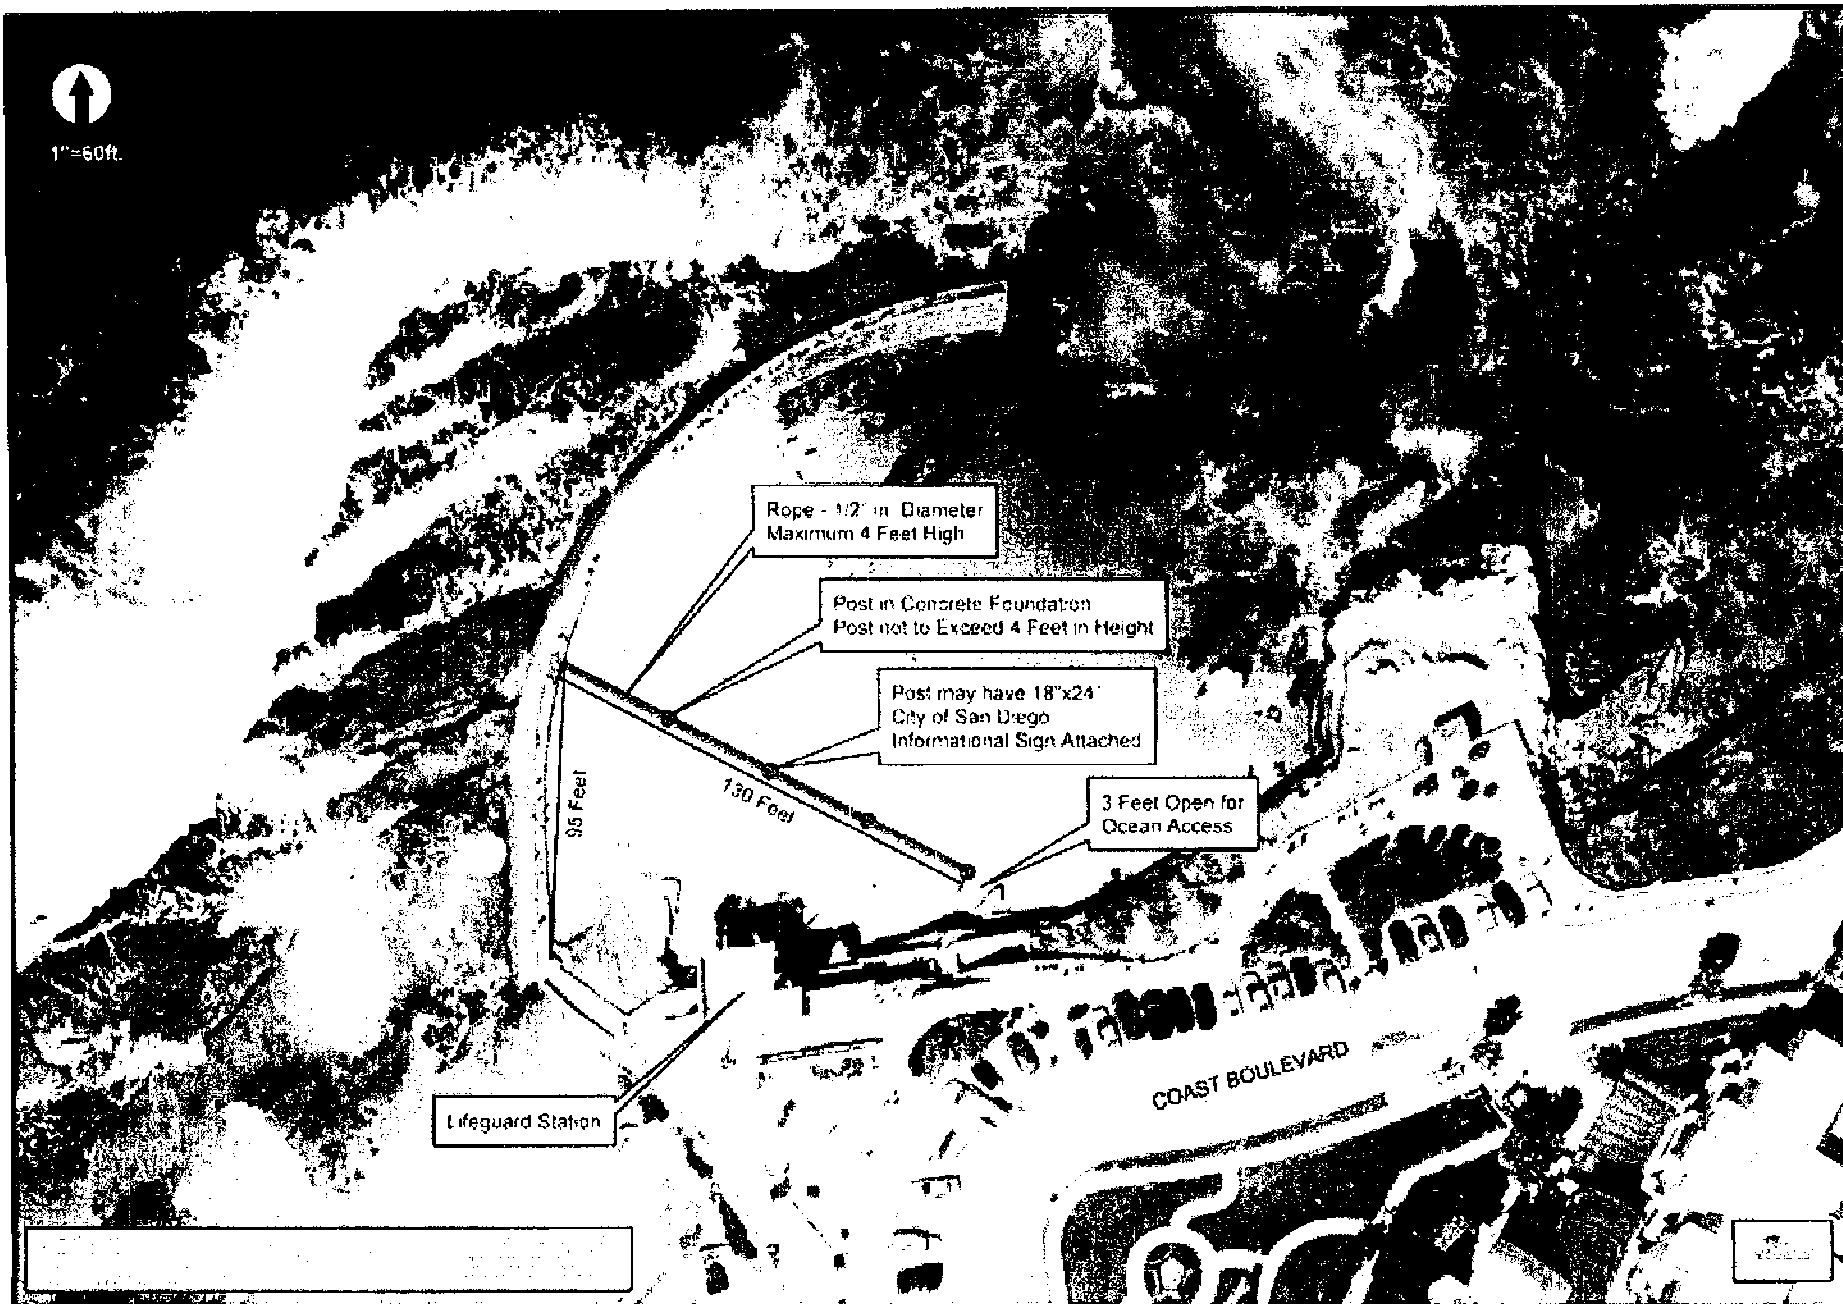 1"=60ft.
Rope - 1/2" in Diameter
Maximum 4 Feet High
Post in Concrete Foundation
Post not to Exceed 4 Feet in Height
Post may have 18"x24"
City of San Diego
Informational Sign Attached
130 Feet
95 Feet
3 Feet Open for
Ocean Access
COAST BOULEVARD
Lifeguard Station